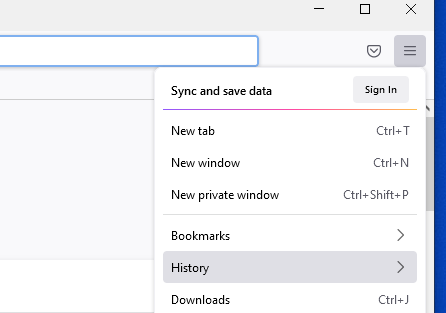 Sync and save data Sign In
New tab Ctrl+T
New window Ctrl+N
New private window Ctrl+Shift+P
Bookmarks
History
Downloads Ctrl+J